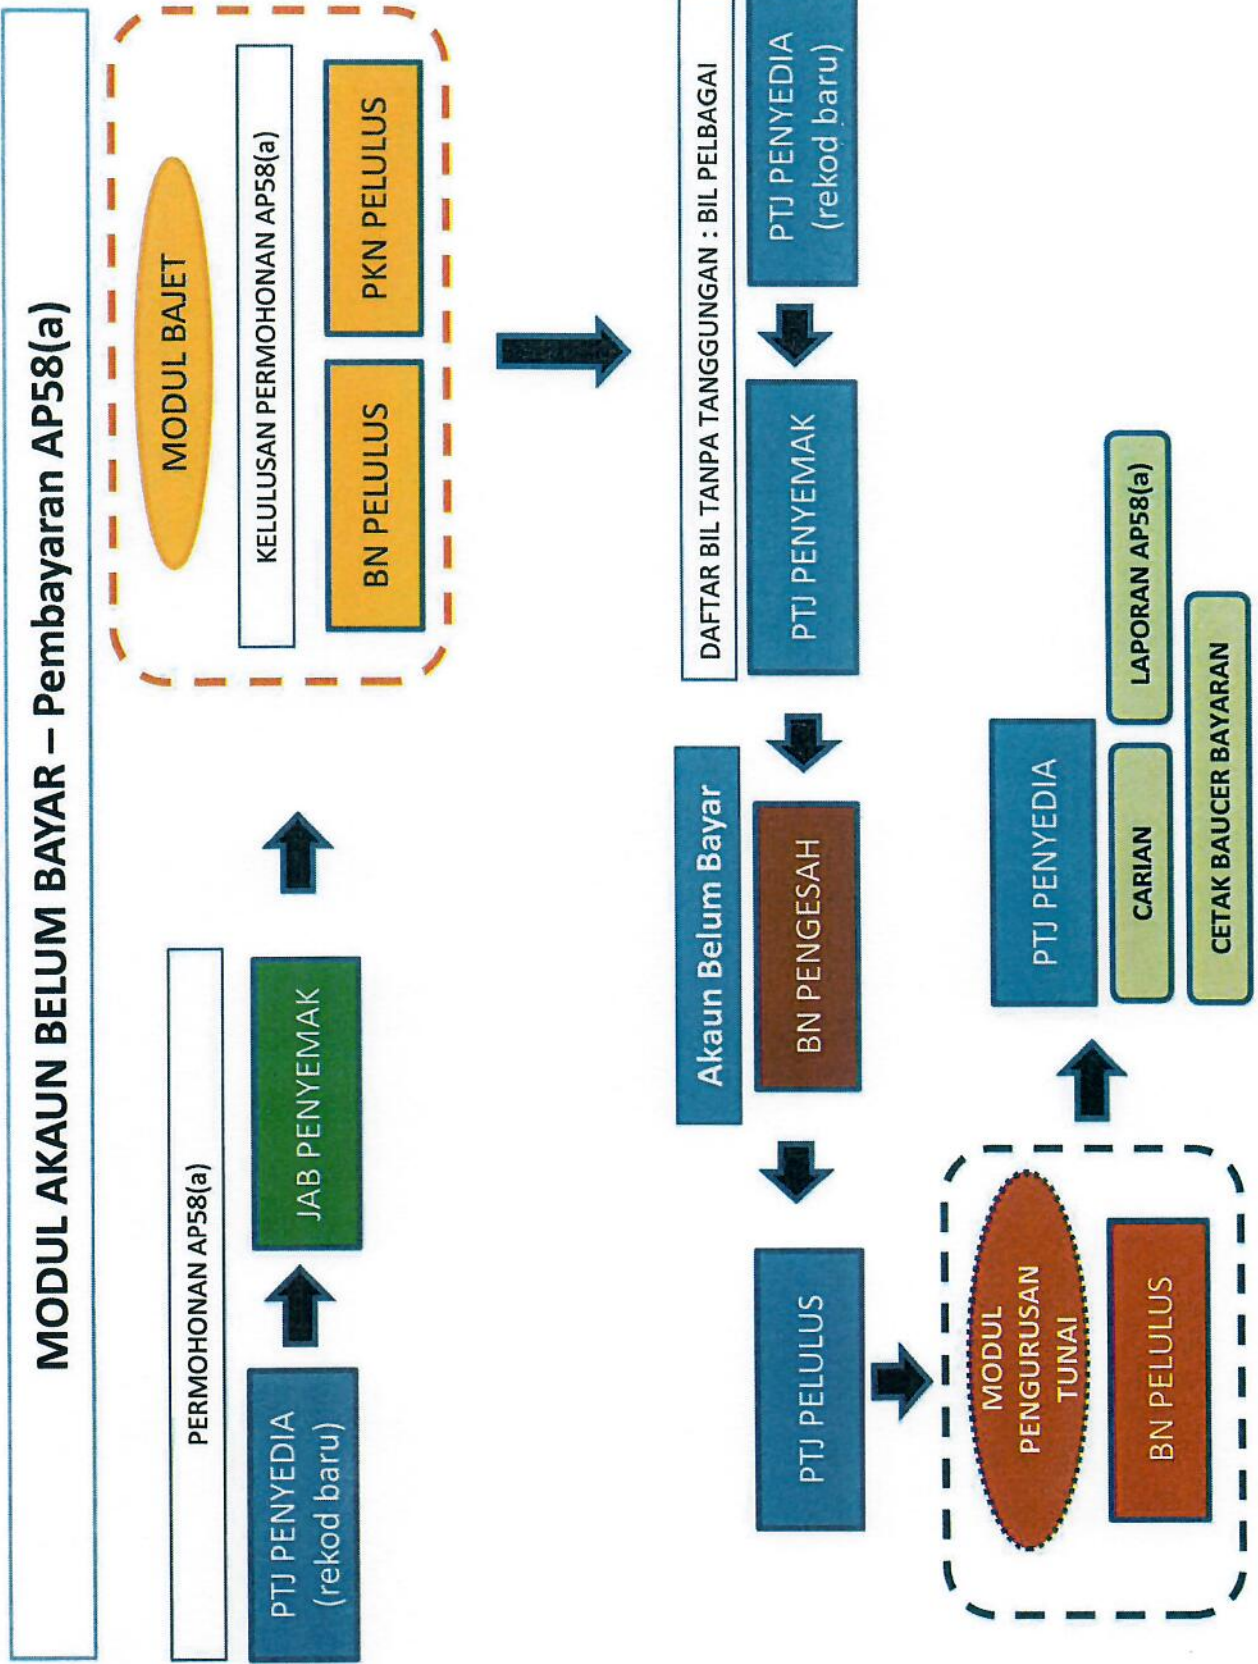 MODUL AKAUN BELUM BAYAR – Pembayaran AP58(a)
PERMOHONAN AP58(a)
PTJ PENYEDIA
(rekod baru)
JAB PENYEMAK
MODUL BAJET
KELULUSAN PERMOHONAN AP58(a)
BN PELULUS
PKN PELULUS
DAFTAR BIL TANPA TANGGUNGAN : BIL PELBAGAI
PTJ PENYEDIA
(rekod baru)
PTJ PENYEMAK
Akaun Belum Bayar
BN PENGESAH
PTJ PELULUS
MODUL
PENGURUSAN
TUNAI
BN PELULUS
PTJ PENYEDIA
CARIAN
LAPORAN AP58(a)
CETAK BAUCER BAYARAN